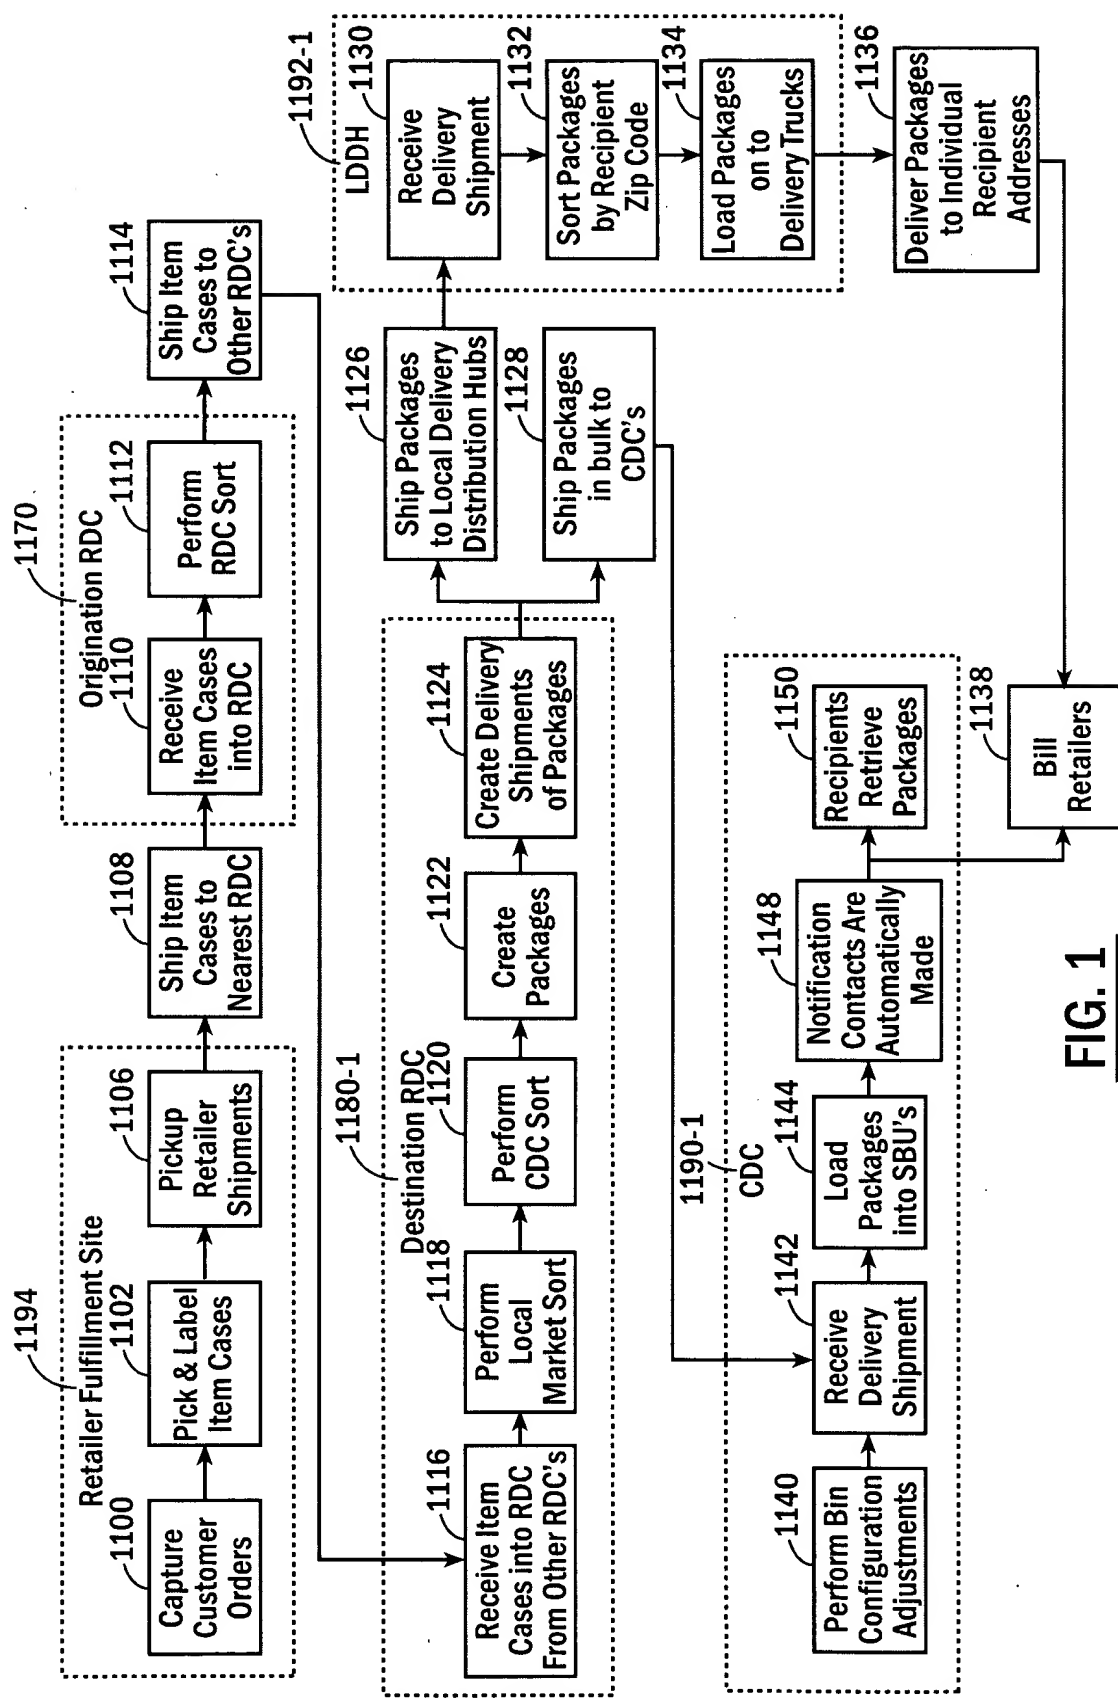 1194
Retailer Fulfillment Site
1100
Capture
Customer
Orders
1102
Pick & Label
Item Cases
1106
Pickup
Retailer
Shipments
1108
Ship Item
Cases to
Nearest RDC
1170
Origination RDC
1110
Receive
Item Cases
into RDC
1112
Perform
RDC Sort
1114
Ship Item
Cases to
Other RDC's
1180-1
Destination RDC
1116
Receive Item
Cases into RDC
From Other RDC's
1118
Perform
Local
Market Sort
1120
Perform
CDC Sort
1122
Create
Packages
1124
Create Delivery
Shipments
of Packages
1126
Ship Packages
to Local Delivery
Distribution Hubs
1128
Ship Packages
in bulk to
CDC's
1192-1
LDDH
1130
Receive
Delivery
Shipment
1132
Sort Packages
by Recipient
Zip Code
1134
Load Packages
on to
Delivery Trucks
1136
Deliver Packages
to Individual
Recipient
Addresses
1190-1
CDC
1140
Perform Bin
Configuration
Adjustments
1142
Receive
Delivery
Shipment
1144
Load
Packages
into SBU's
1148
Notification
Contacts Are
Automatically
Made
1150
Recipients
Retrieve
Packages
1138
Bill
Retailers
FIG. 1